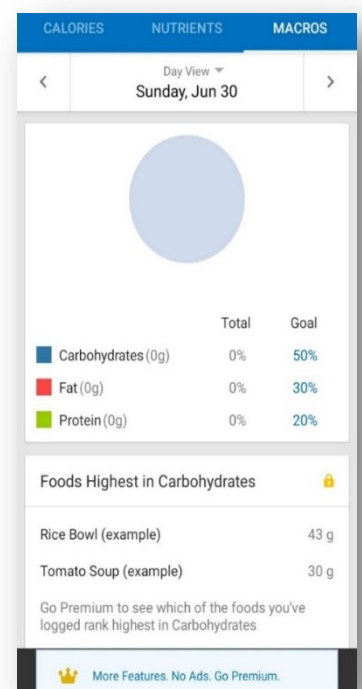 CALORIES NUTRIENTS MACROS
Day View
Sunday, Jun 30
Total Goal
Carbohydrates (0g) 0% 50%
Fat (0g) 0% 30%
Protein (0g) 0% 20%
Foods Highest in Carbohydrates
Rice Bowl (example) 43 g
Tomato Soup (example) 30 g
Go Premium to see which of the foods you've
logged rank highest in Carbohydrates
More Features. No Ads. Go Premium.